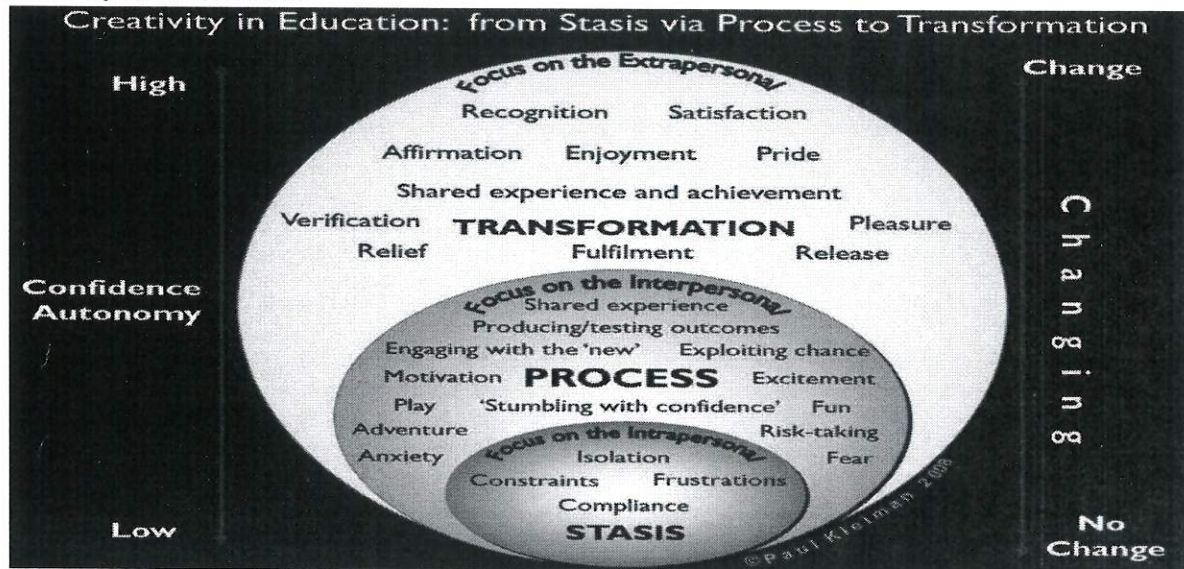 Creativity in Education: from Stasis via Process to Transformation
High
Change
Focus on the Extrapersonal
Recognition Satisfaction
Affirmation Enjoyment Pride
Shared experience and achievement
Verification TRANSFORMATION Pleasure
Relief Fulfilment Release
Confidence
Autonomy
Changing
Focus on the Interpersonal
Shared experience
Producing/testing outcomes
Engaging with the 'new' Exploiting chance
Motivation PROCESS Excitement
Play 'Stumbling with confidence' Fun
Adventure Risk-taking
Anxiety Fear
Focus on the Intrapersonal
Isolation
Constraints Frustrations
Compliance
STASIS
Low
No
Change
©Paul Kleiman 2008